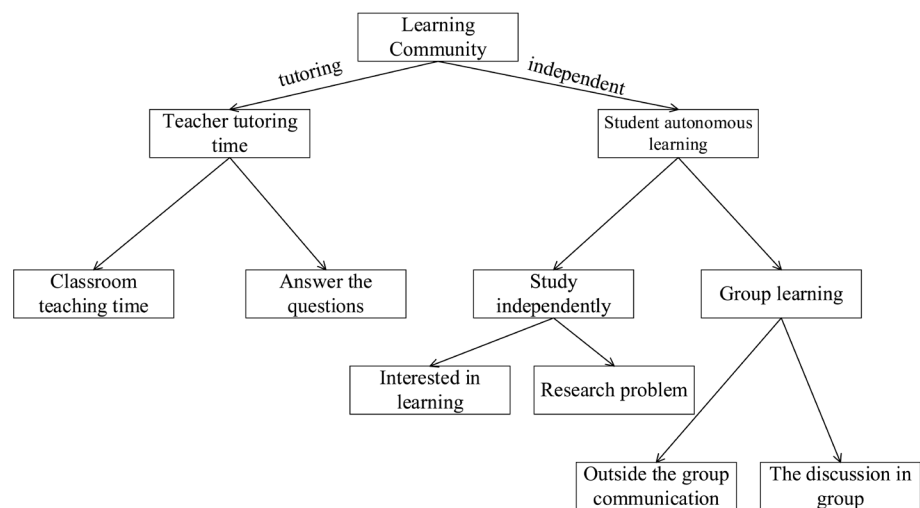 Learning
Community
tutoring
independent
Teacher tutoring
time
Student autonomous
learning
Classroom
teaching time
Answer the
questions
Study
independently
Group learning
Interested in
learning
Research problem
Outside the group
communication
The discussion in
group